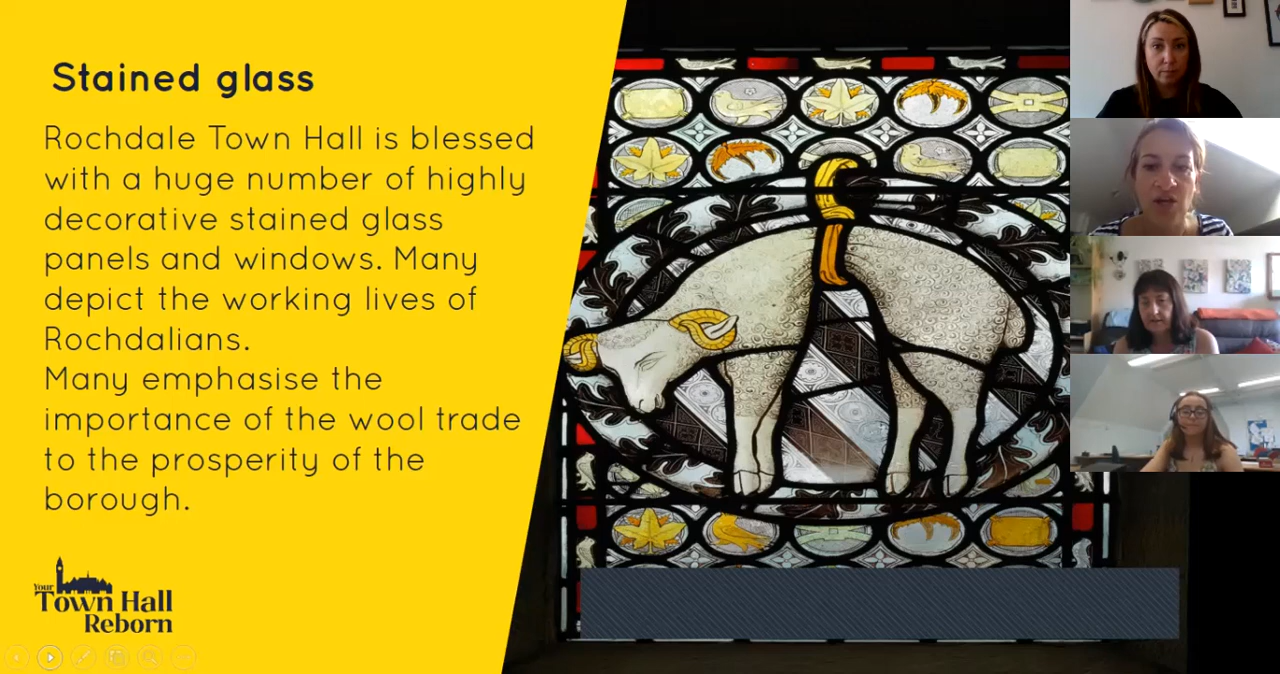 Stained glass
Rochdale Town Hall is blessed
with a huge number of highly
decorative stained glass
panels and windows. Many
depict the working lives of
Rochdalians.
Many emphasise the
importance of the wool trade
to the prosperity of the
borough.
Your
Town Hall
Reborn